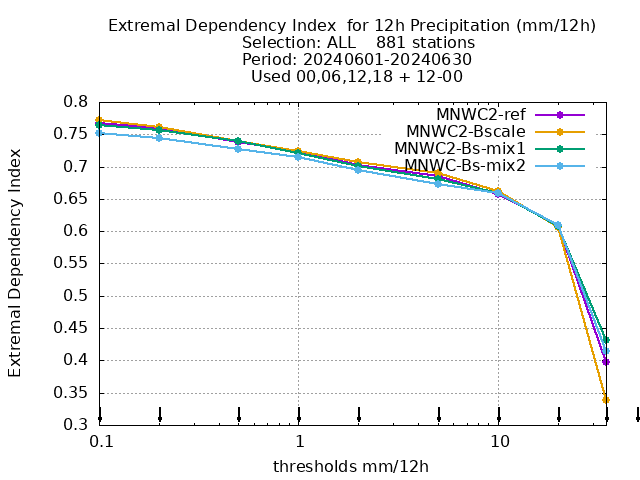 Extremal Dependency Index  for 12h Precipitation (mm/12h)
Selection: ALL    881 stations
Period: 20240601-20240630
Used 00,06,12,18 + 12-00
MNWC2-ref
MNWC2-Bscale
MNWC2-Bs-mix1
MNWC-Bs-mix2
Extremal Dependency Index
0.8
0.75
0.7
0.65
0.6
0.55
0.5
0.45
0.4
0.35
0.3
0.1
1
10
thresholds mm/12h